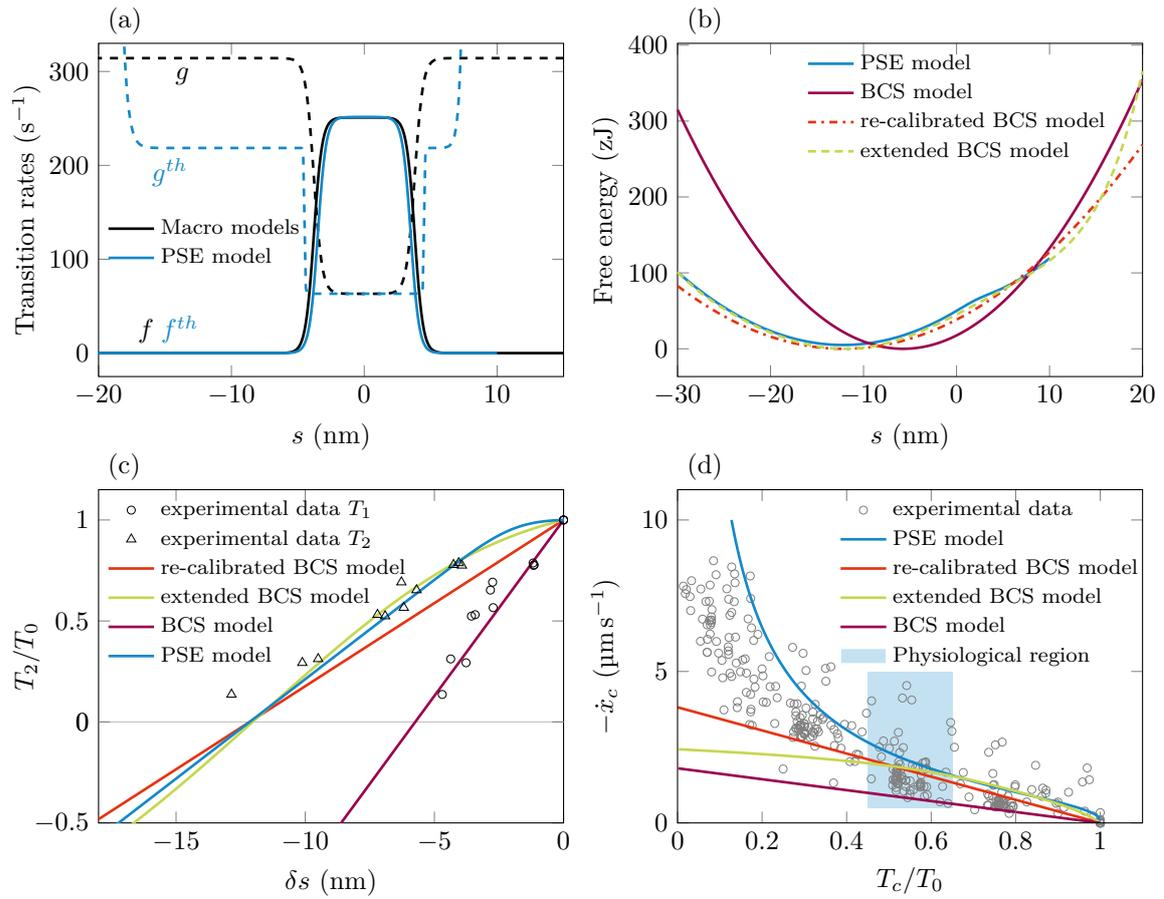 (a)
Transition rates (s⁻¹)
300
200
100
0
g
gᵗʰ
Macro models
PSE model
f fᵗʰ
−20
−10
0
10
s (nm)
(b)
Free energy (zJ)
400
300
200
100
0
PSE model
BCS model
re-calibrated BCS model
extended BCS model
−30
−20
−10
0
10
20
s (nm)
(c)
T₂/T₀
1
0.5
0
−0.5
experimental data T₁
experimental data T₂
re-calibrated BCS model
extended BCS model
BCS model
PSE model
−15
−10
−5
0
δs (nm)
(d)
−ẋ_c (µm s⁻¹)
10
5
0
experimental data
PSE model
re-calibrated BCS model
extended BCS model
BCS model
Physiological region
0
0.2
0.4
0.6
0.8
1
T_c/T₀